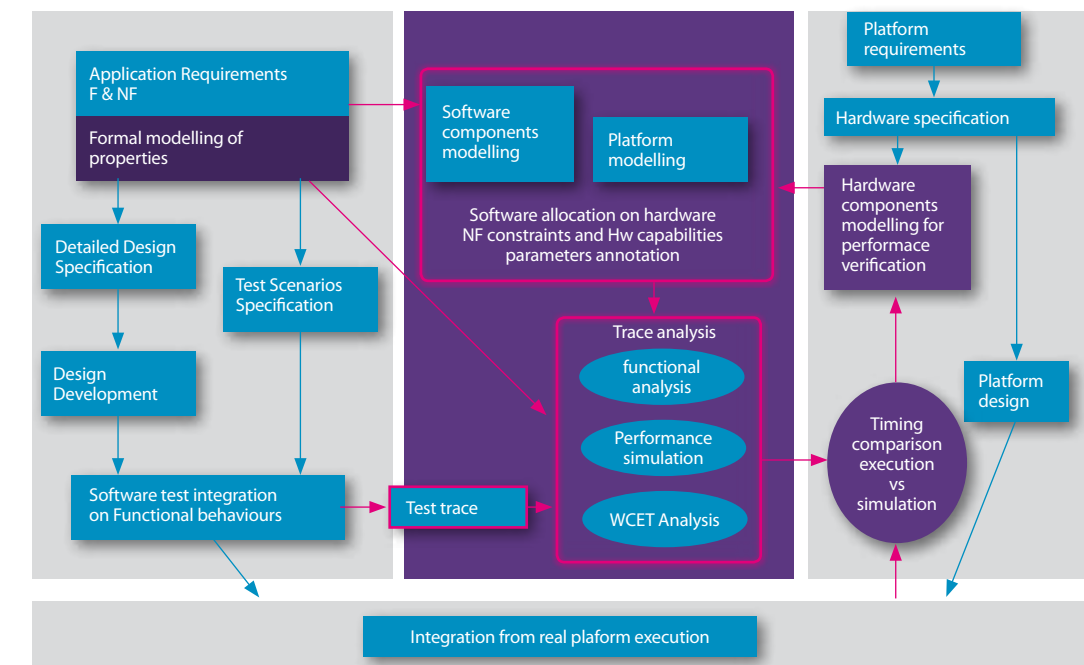 Application Requirements
F & NF
Formal modelling of
properties
Detailed Design
Specification
Test Scenarios
Specification
Design
Development
Software test integration
on Functional behaviours
Software
components
modelling
Platform
modelling
Software allocation on hardware
NF constraints and Hw capabilities
parameters annotation
Trace analysis
functional
analysis
Performance
simulation
WCET Analysis
Test trace
Platform
requirements
Hardware specification
Hardware
components
modelling for
performace
verification
Platform
design
Timing
comparison
execution
vs
simulation
Integration from real plaform execution